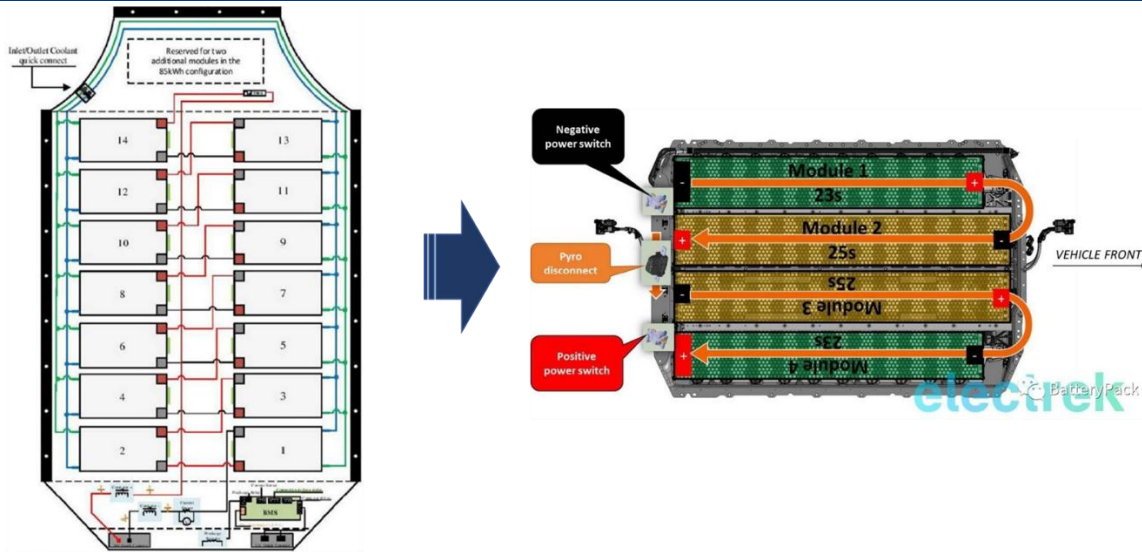 Inlet/Outlet Coolant
quick connect
Reserved for two
additional modules in the
85kWh configuration
14
13
12
11
10
9
8
7
6
5
4
3
2
1
BMS
Negative
power switch
Pyro
disconnect
Positive
power switch
-
Module 1
+
23s
+
Module 2
-
25s
-
25s
+
Module 3
+
23s
-
Module 4
VEHICLE FRONT
electrek
BatteryPack